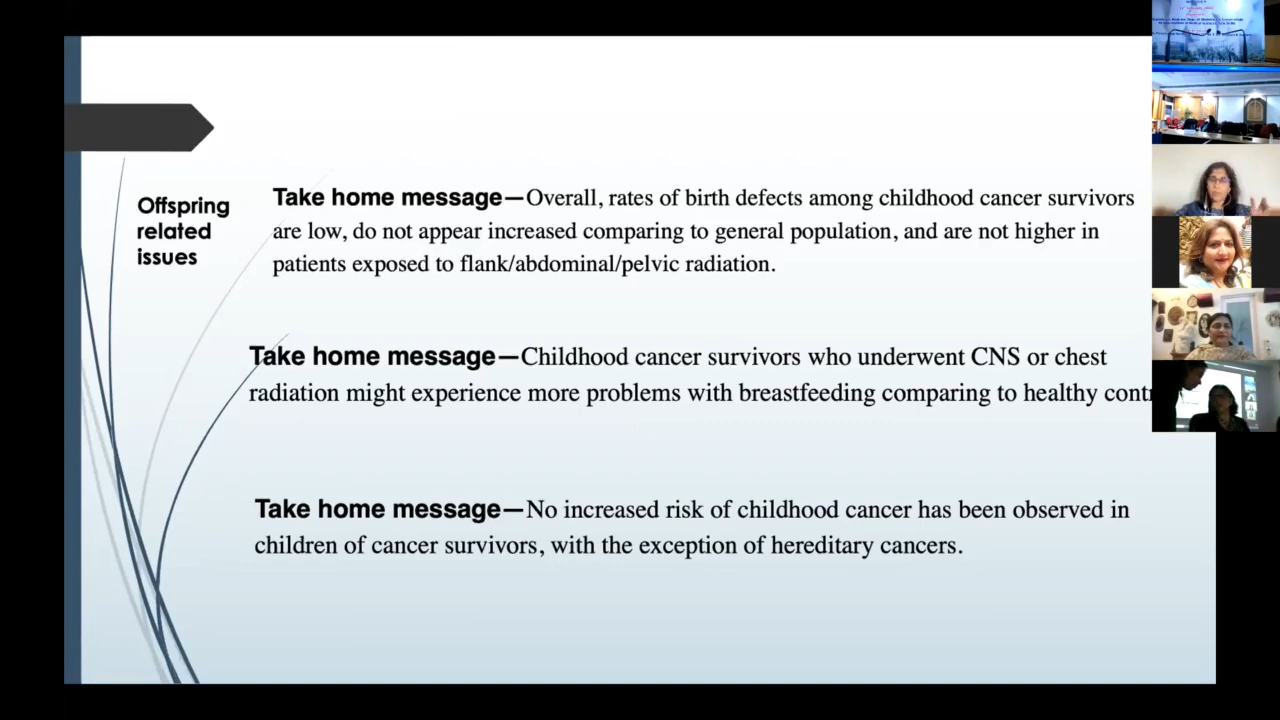 Offspring
related
issues
Take home message—Overall, rates of birth defects among childhood cancer survivors
are low, do not appear increased comparing to general population, and are not higher in
patients exposed to flank/abdominal/pelvic radiation.
Take home message—Childhood cancer survivors who underwent CNS or chest
radiation might experience more problems with breastfeeding comparing to healthy cont
Take home message—No increased risk of childhood cancer has been observed in
children of cancer survivors, with the exception of hereditary cancers.